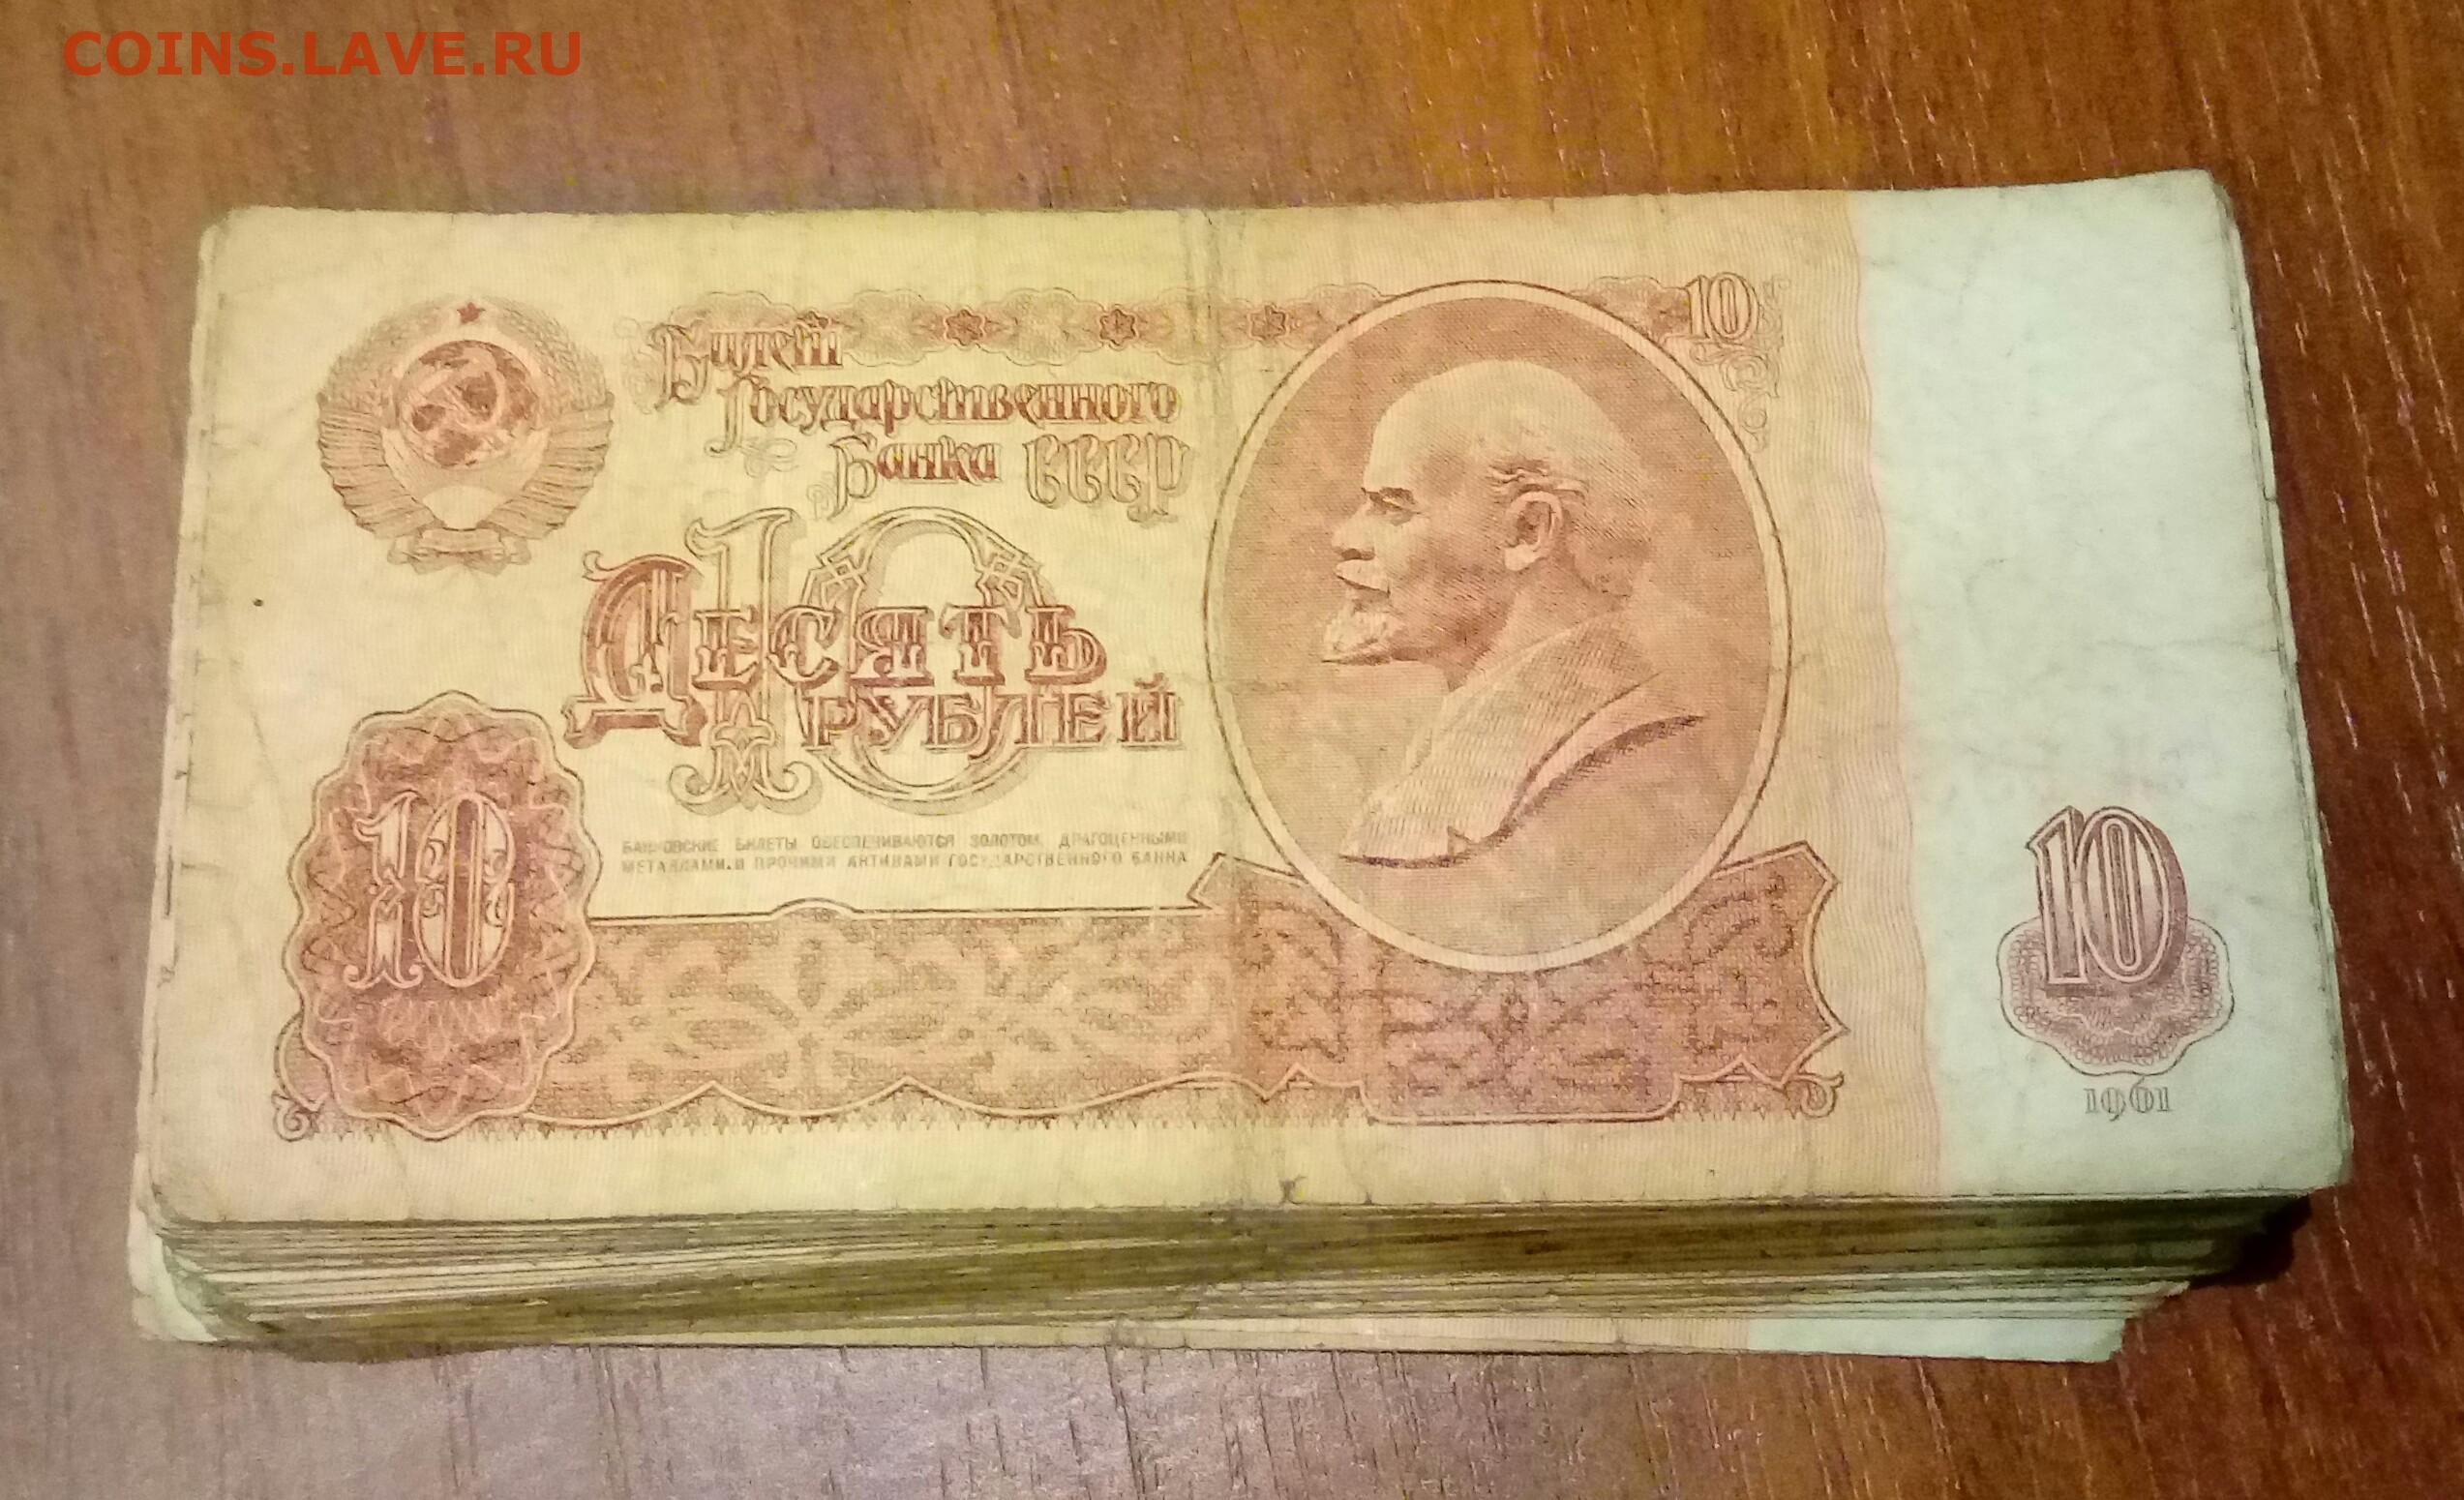 COINS.LAVE.RU
10
Билет
Государственного
Банка СССР
10
Десять
рублей
10
БАНКОВСКИЕ БИЛЕТЫ ОБЕСПЕЧИВАЮТСЯ ЗОЛОТОМ, ДРАГОЦЕННЫМИ
МЕТАЛЛАМИ И ПРОЧИМИ АКТИВАМИ ГОСУДАРСТВЕННОГО БАНКА
10
1961